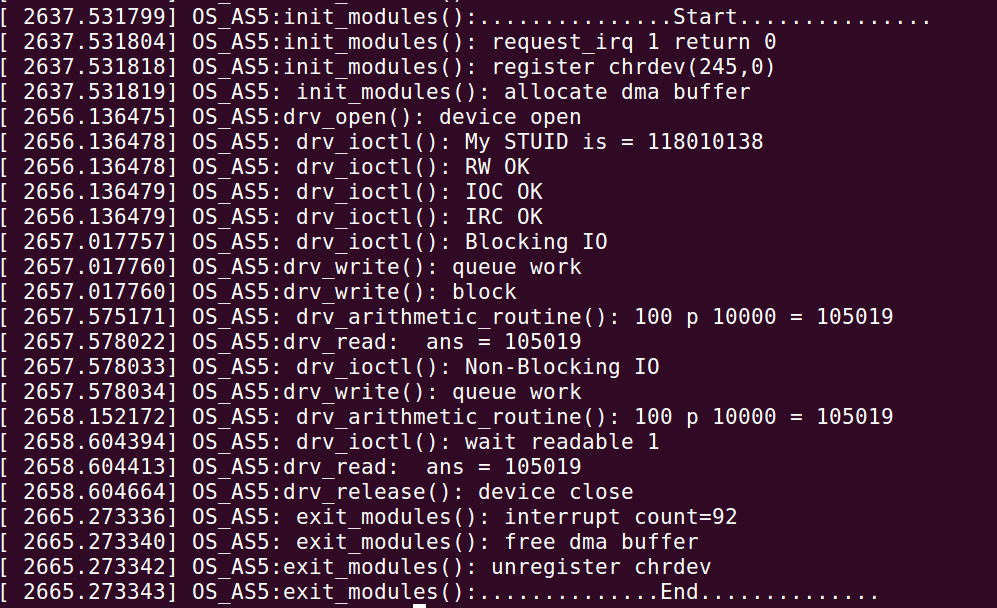 [ 2637.531799] OS_AS5:init_modules():...............Start...............
[ 2637.531804] OS_AS5:init_modules(): request_irq 1 return 0
[ 2637.531818] OS_AS5:init_modules(): register chrdev(245,0)
[ 2637.531819] OS_AS5: init_modules(): allocate dma buffer
[ 2656.136475] OS_AS5:drv_open(): device open
[ 2656.136478] OS_AS5: drv_ioctl(): My STUID is = 118010138
[ 2656.136478] OS_AS5: drv_ioctl(): RW OK
[ 2656.136479] OS_AS5: drv_ioctl(): IOC OK
[ 2656.136479] OS_AS5: drv_ioctl(): IRC OK
[ 2657.017757] OS_AS5: drv_ioctl(): Blocking IO
[ 2657.017760] OS_AS5:drv_write(): queue work
[ 2657.017760] OS_AS5:drv_write(): block
[ 2657.575171] OS_AS5: drv_arithmetic_routine(): 100 p 10000 = 105019
[ 2657.578022] OS_AS5:drv_read:  ans = 105019
[ 2657.578033] OS_AS5: drv_ioctl(): Non-Blocking IO
[ 2657.578034] OS_AS5:drv_write(): queue work
[ 2658.152172] OS_AS5: drv_arithmetic_routine(): 100 p 10000 = 105019
[ 2658.604394] OS_AS5: drv_ioctl(): wait readable 1
[ 2658.604413] OS_AS5:drv_read:  ans = 105019
[ 2658.604664] OS_AS5:drv_release(): device close
[ 2665.273336] OS_AS5: exit_modules(): interrupt count=92
[ 2665.273340] OS_AS5: exit_modules(): free dma buffer
[ 2665.273342] OS_AS5:exit_modules(): unregister chrdev
[ 2665.273343] OS_AS5:exit_modules():..............End..............